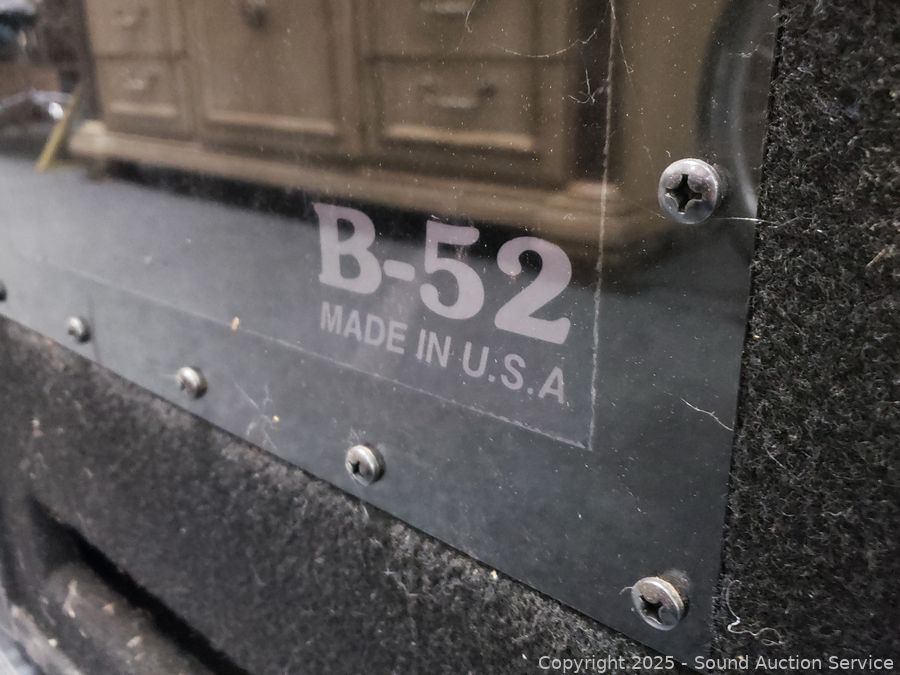 B-52
MADE IN U.S.A
Copyright 2025 - Sound Auction Service